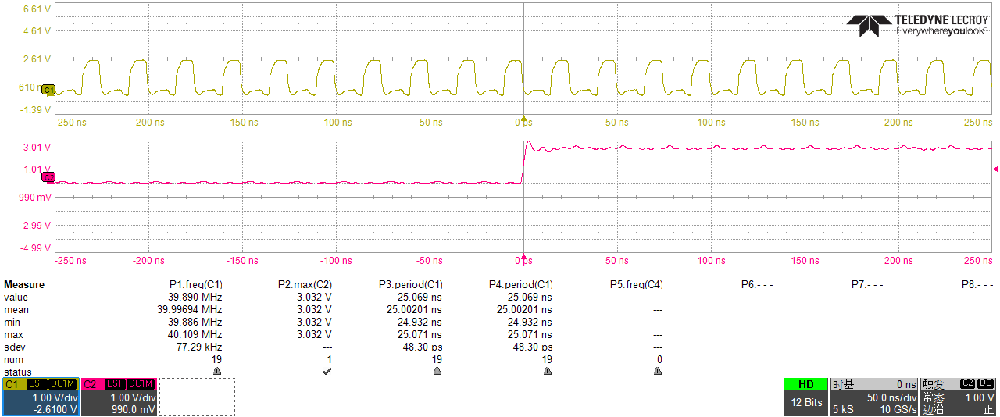 6.61 V
TELEDYNE LECROY
Everywhereyoulook™
4.61 V
2.61 V
610 m
C1
-1.39 V
-250 ns -200 ns -150 ns -100 ns -50 ns 0 ps 50 ns 100 ns 150 ns 200 ns 250 ns
3.01 V
1.01 V
C2
-990 mV
-2.99 V
-4.99 V
-250 ns -200 ns -150 ns -100 ns -50 ns 0 ps 50 ns 100 ns 150 ns 200 ns 250 ns
Measure P1:freq(C1) P2:max(C2) P3:period(C1) P4:period(C1) P5:freq(C4) P6:- - - P7:- - - P8:- - -
value 39.890 MHz 3.032 V 25.069 ns 25.069 ns ---
mean 39.99694 MHz 3.032 V 25.00201 ns 25.00201 ns ---
min 39.886 MHz 3.032 V 24.932 ns 24.932 ns ---
max 40.109 MHz 3.032 V 25.071 ns 25.071 ns ---
sdev 77.29 kHz --- 48.30 ps 48.30 ps ---
num 19 1 19 19 0
status
C1 ESR DC1M C2 ESR DC1M HD 时基 0 ns 触发 C2 DC
1.00 V/div 1.00 V/div 12 Bits 50.0 ns/div 常态 1.00 V
-2.6100 V 990.0 mV 5 kS 10 GS/s 边沿 正